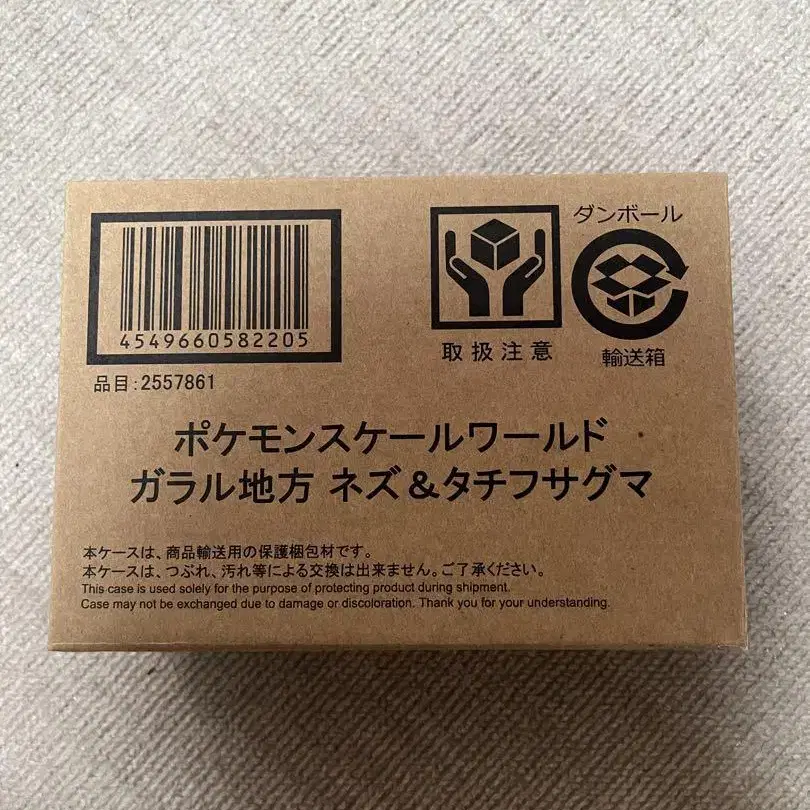 4549660582205
品目:2557861
取扱注意
ダンボール
輸送箱
ポケモンスケールワールド
ガラル地方 ネズ&タチフサグマ
本ケースは、商品輸送用の保護梱包材です。
本ケースは、つぶれ、汚れ等による交換は出来ません。ご了承ください。
This case is used solely for the purpose of protecting product during shipment.
Case may not be exchanged due to damage or discoloration. Thank you for your understanding.